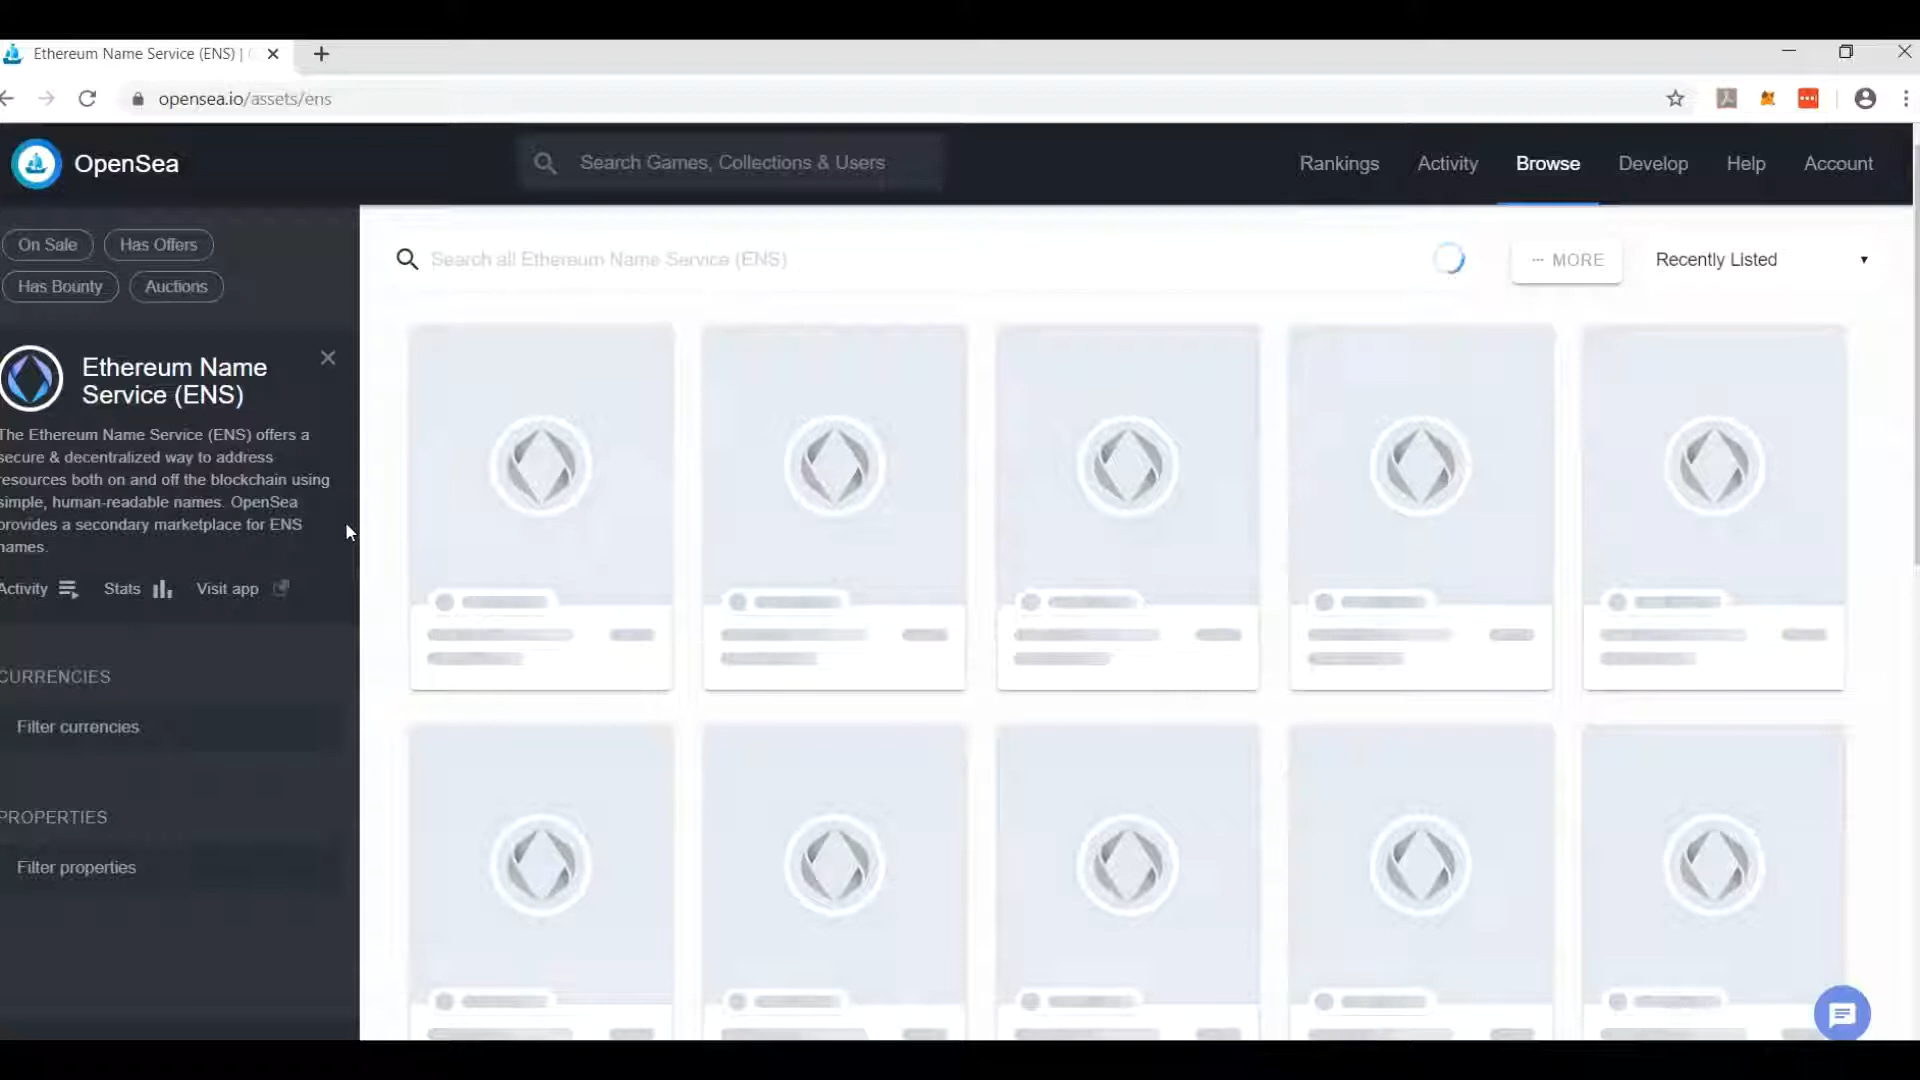 Ethereum Name Service (ENS) |
opensea.io/assets/ens
OpenSea
Search Games, Collections & Users
Rankings
Activity
Browse
Develop
Help
Account
On Sale
Has Offers
Has Bounty
Auctions
Search all Ethereum Name Service (ENS)
··· MORE
Recently Listed
Ethereum Name
Service (ENS)
The Ethereum Name Service (ENS) offers a
secure & decentralized way to address
resources both on and off the blockchain using
simple, human-readable names. OpenSea
provides a secondary marketplace for ENS
names.
Activity
Stats
Visit app
CURRENCIES
Filter currencies
PROPERTIES
Filter properties